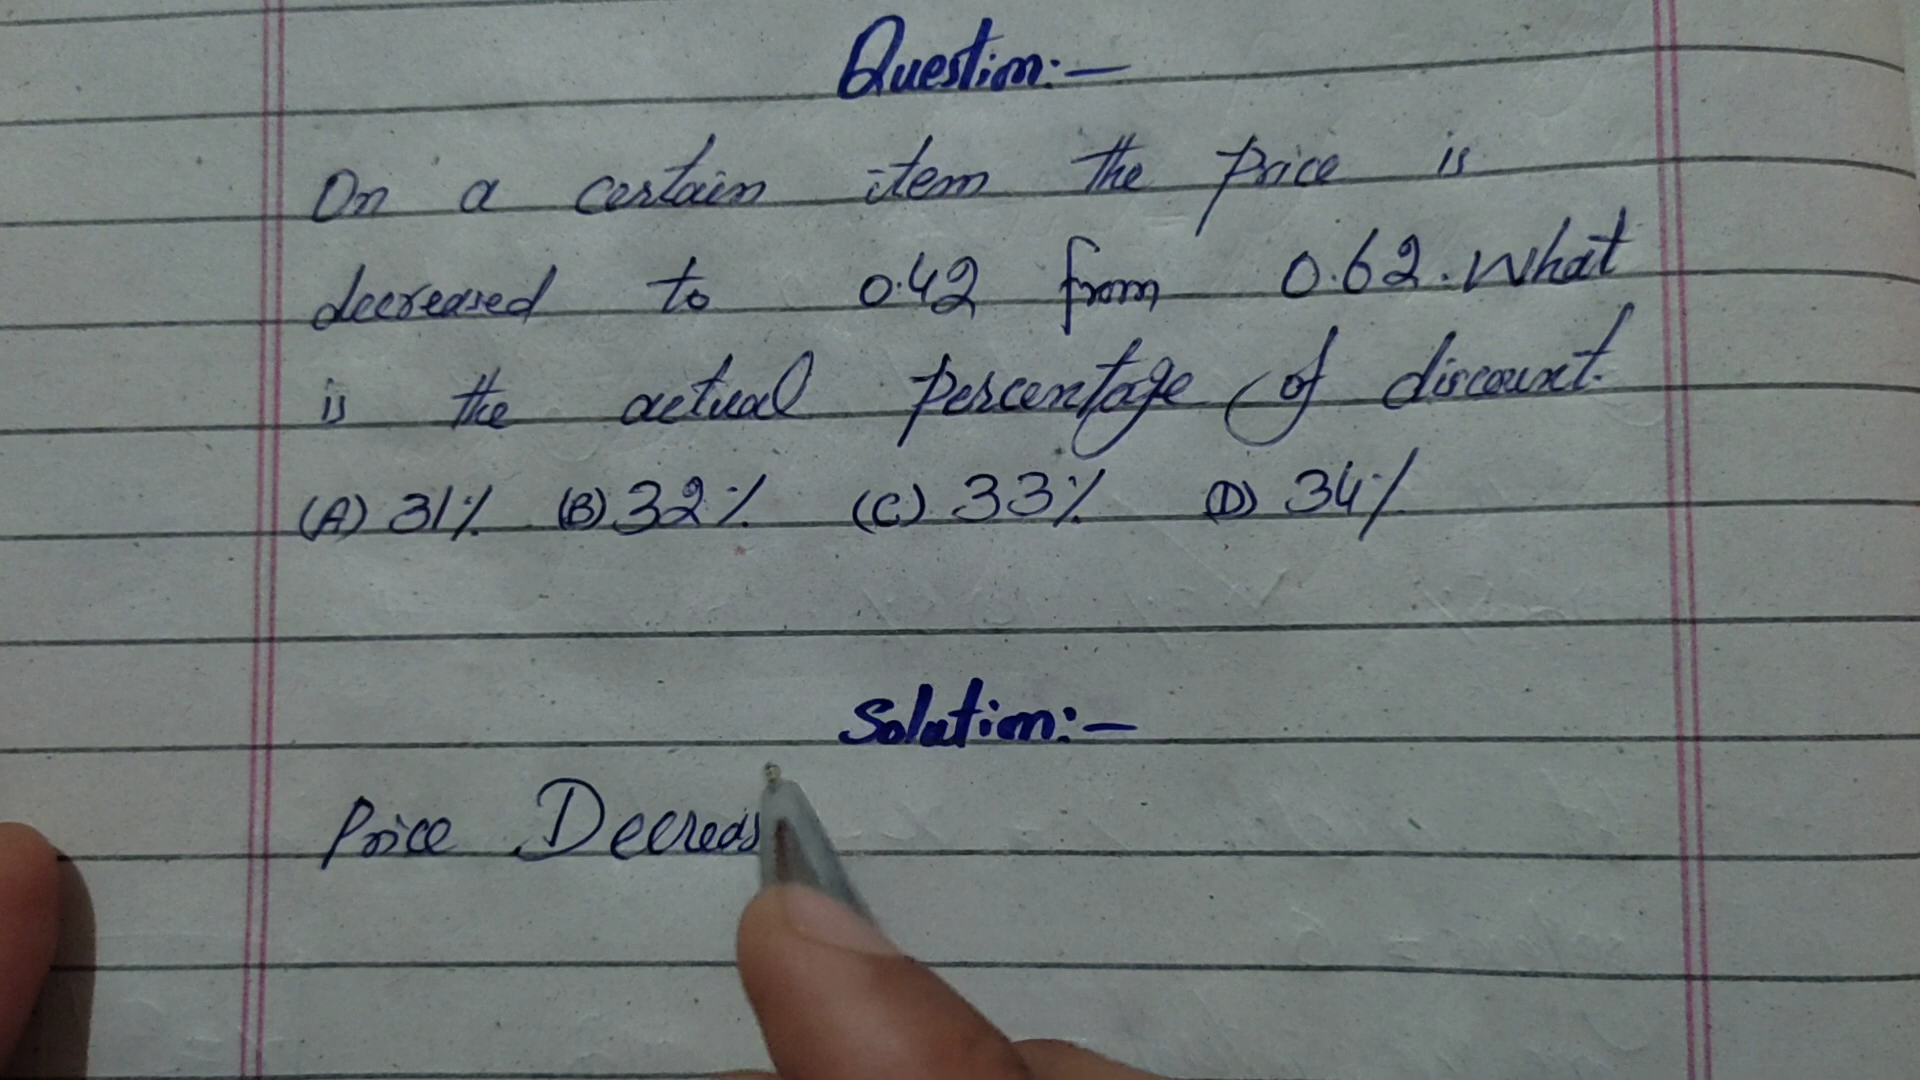 Question:-
On a certain item the price is
decreased to 0.42 from 0.62. What
is the actual percentage of discount.
(A) 31% (B) 32% (C) 33% (D) 34%
Solution:-
Price Decreas